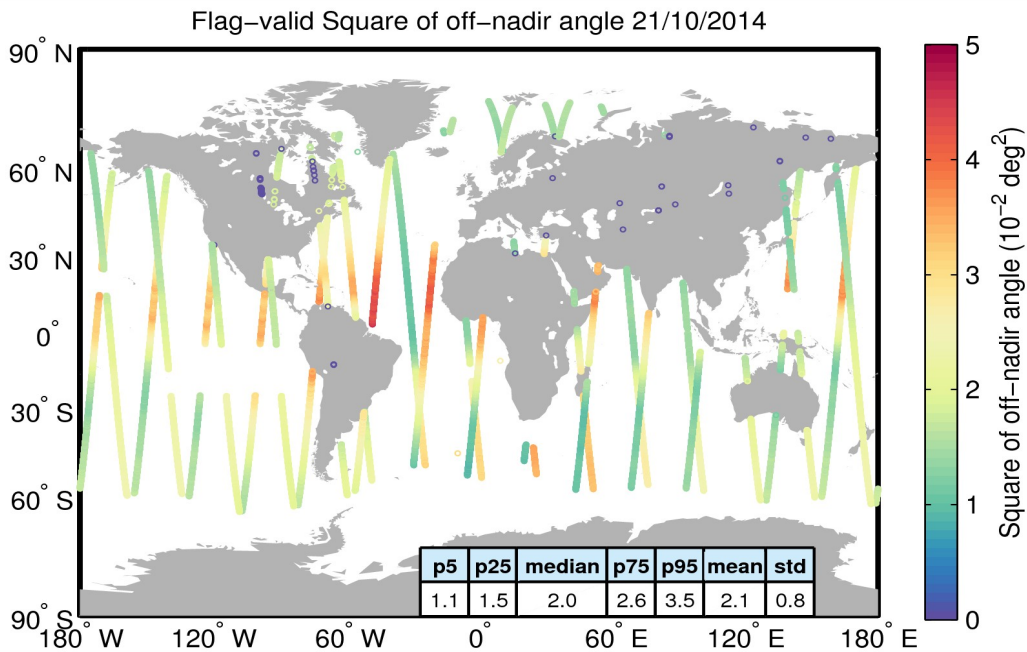 Flag−valid Square of off−nadir angle 21/10/2014
90° N
60° N
30° N
0°
30° S
60° S
90° S
180° W
120° W
60° W
0°
60° E
120° E
180° E
p5 p25 median p75 p95 mean std
1.1 1.5 2.0 2.6 3.5 2.1 0.8
5
4
3
2
1
0
Square of off−nadir angle (10⁻² deg²)